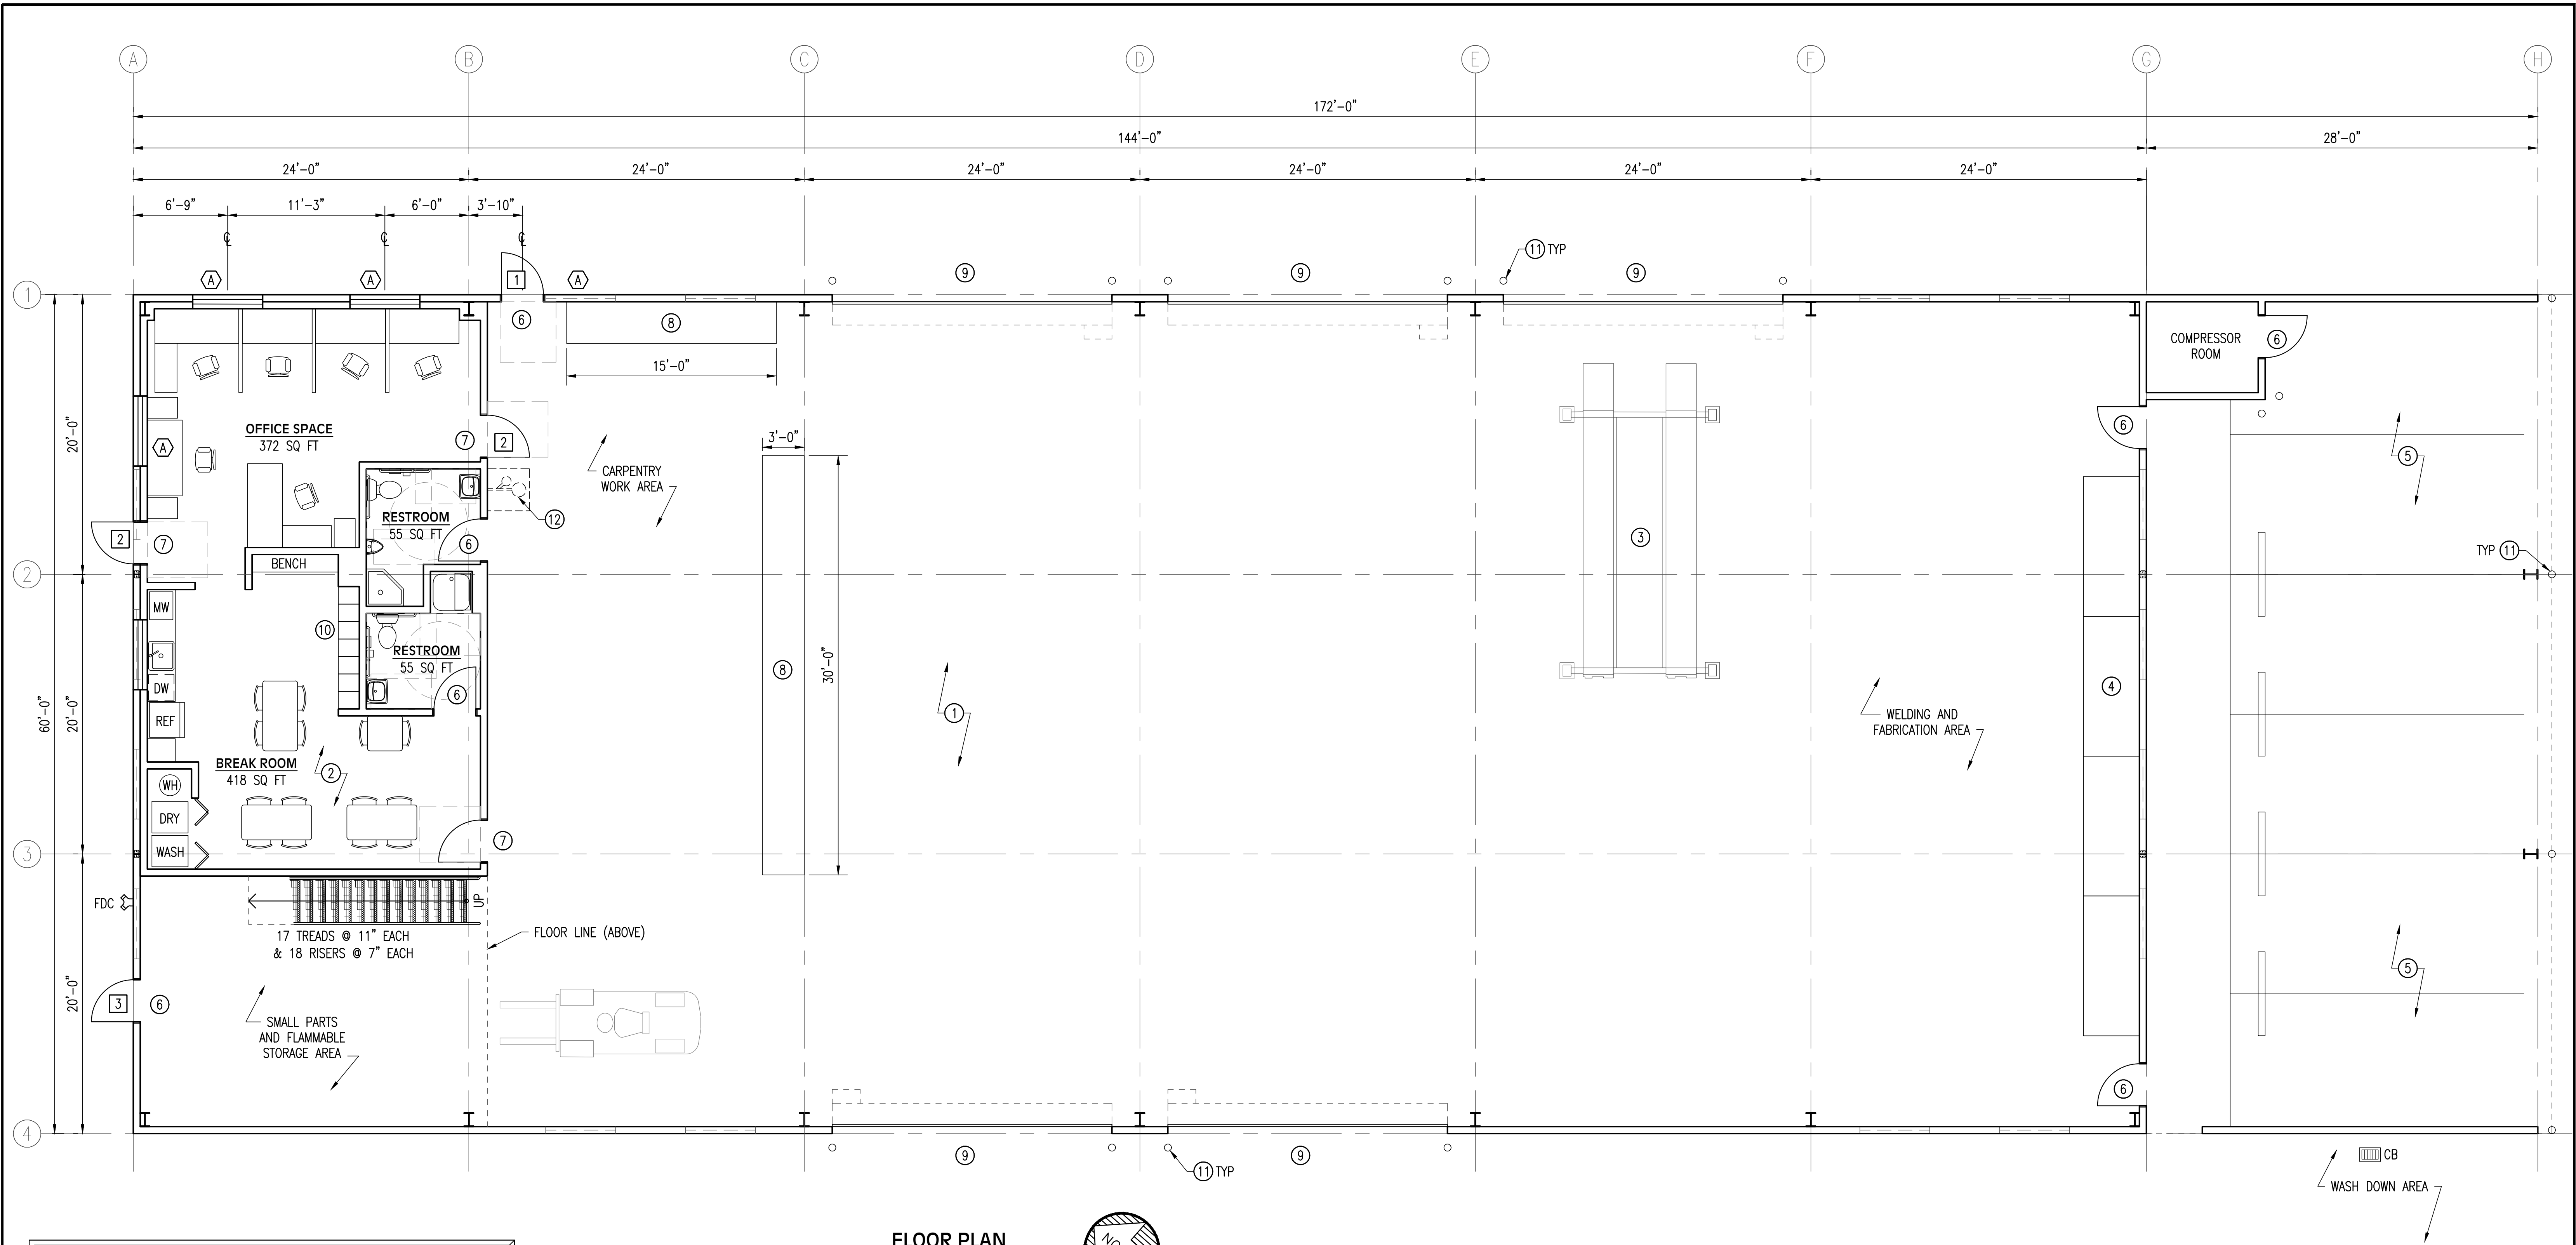 A B C D E F G H
172'-0"
144'-0" 28'-0"
24'-0" 24'-0" 24'-0" 24'-0" 24'-0" 24'-0"
6'-9" 11'-3" 6'-0" 3'-10"
℄ ℄ ℄
11 TYP
A A 1 A 9 9 9
1
6 8
COMPRESSOR
ROOM
6
15'-0"
OFFICE SPACE
372 SQ FT
A
7 2
3'-0"
6
20'-0"
CARPENTRY
WORK AREA
5
RESTROOM
55 SQ FT
12
3
2 7
6
TYP 11
BENCH
2
MW
10
RESTROOM
55 SQ FT
DW
6
8
30'-0"
4
REF
60'-0"
20'-0"
1
WELDING AND
FABRICATION AREA
BREAK ROOM
418 SQ FT
2
WH
DRY
WASH
7
3
FDC
UP
17 TREADS @ 11" EACH
& 18 RISERS @ 7" EACH
FLOOR LINE (ABOVE)
5
20'-0"
3 6
SMALL PARTS
AND FLAMMABLE
STORAGE AREA
6
4
9 9
11 TYP
CB
WASH DOWN AREA
FLOOR PLAN